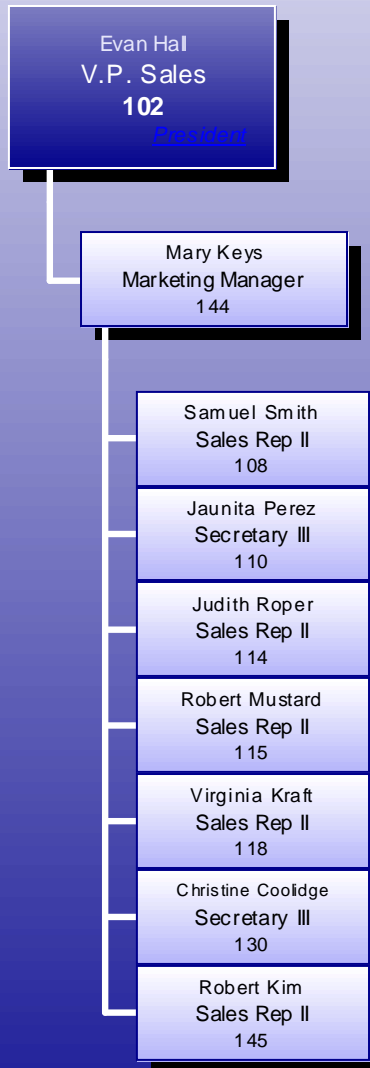 Evan Hall
V.P. Sales
102
President
Mary Keys
Marketing Manager
144
Samuel Smith
Sales Rep II
108
Jaunita Perez
Secretary III
110
Judith Roper
Sales Rep II
114
Robert Mustard
Sales Rep II
115
Virginia Kraft
Sales Rep II
118
Christine Coolidge
Secretary III
130
Robert Kim
Sales Rep II
145